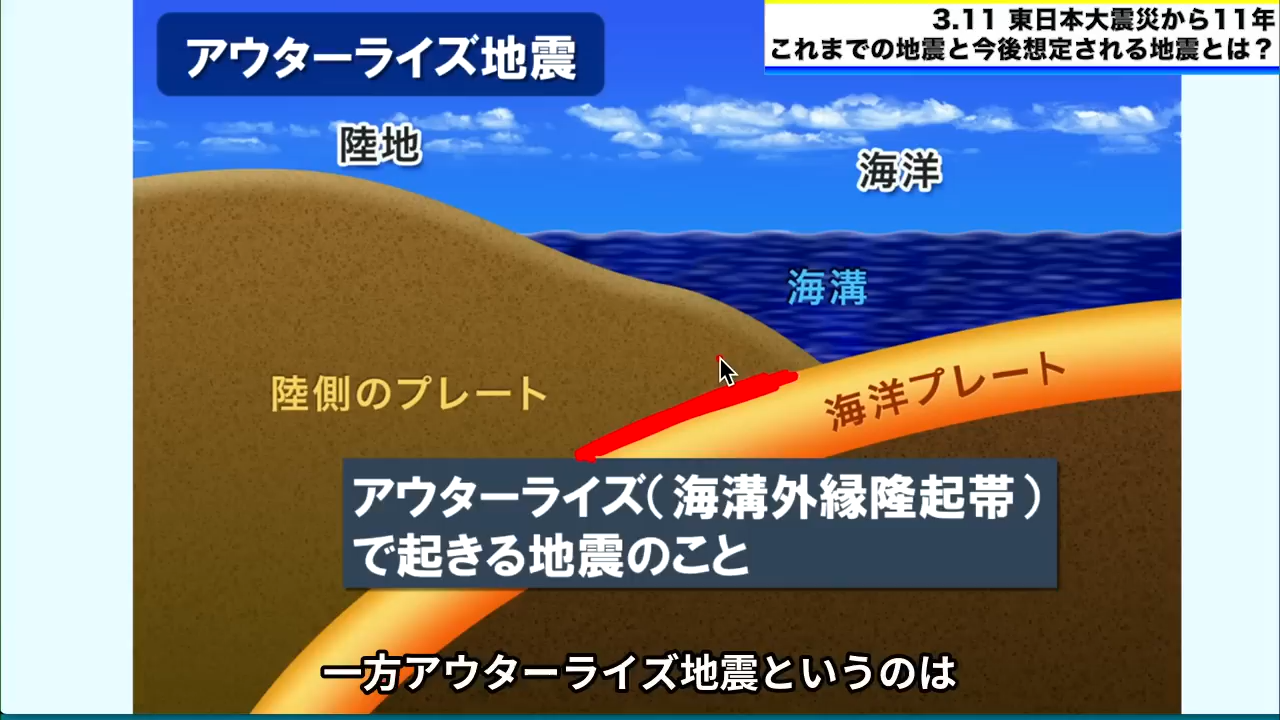 アウターライズ地震
3.11 東日本大震災から11年
これまでの地震と今後想定される地震とは？
陸地
海洋
海溝
陸側のプレート
海洋プレート
アウターライズ（海溝外縁隆起帯）
で起きる地震のこと
一方アウターライズ地震というのは